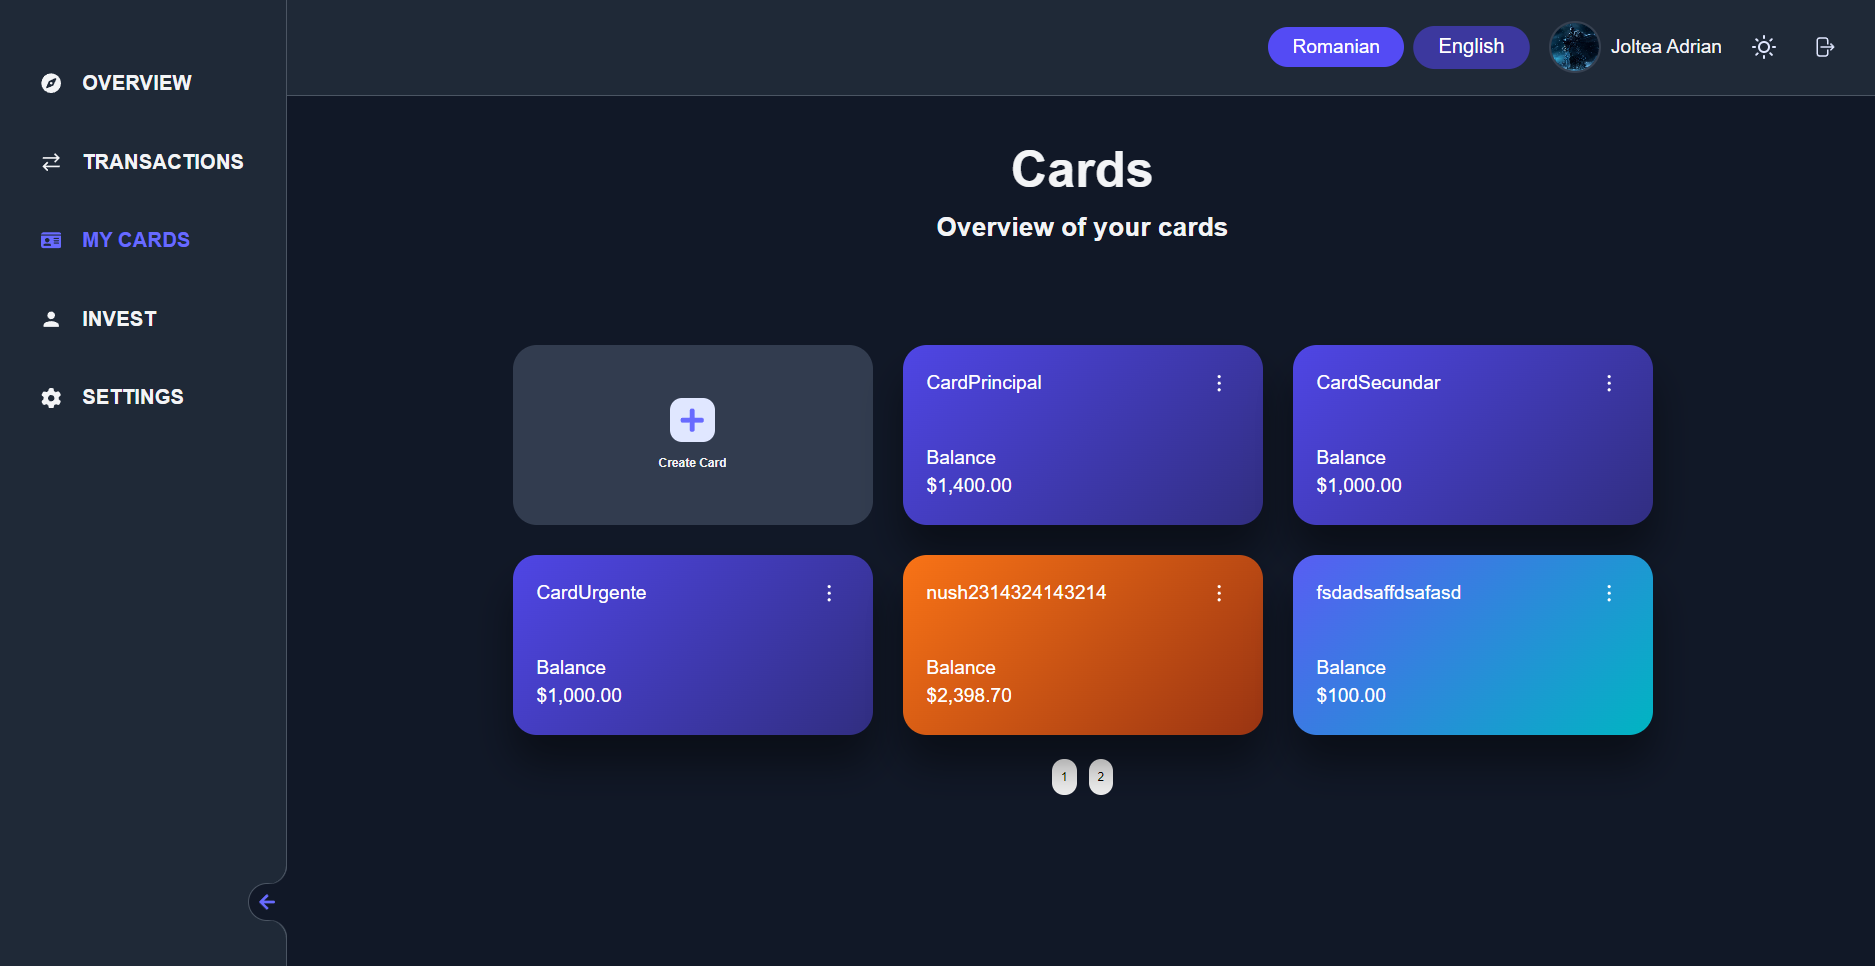 Romanian
English
Joltea Adrian
OVERVIEW
TRANSACTIONS
MY CARDS
INVEST
SETTINGS
Cards
Overview of your cards
Create Card
CardPrincipal
Balance
$1,400.00
CardSecundar
Balance
$1,000.00
CardUrgente
Balance
$1,000.00
nush2314324143214
Balance
$2,398.70
fsdadsaffdsafasd
Balance
$100.00
1
2